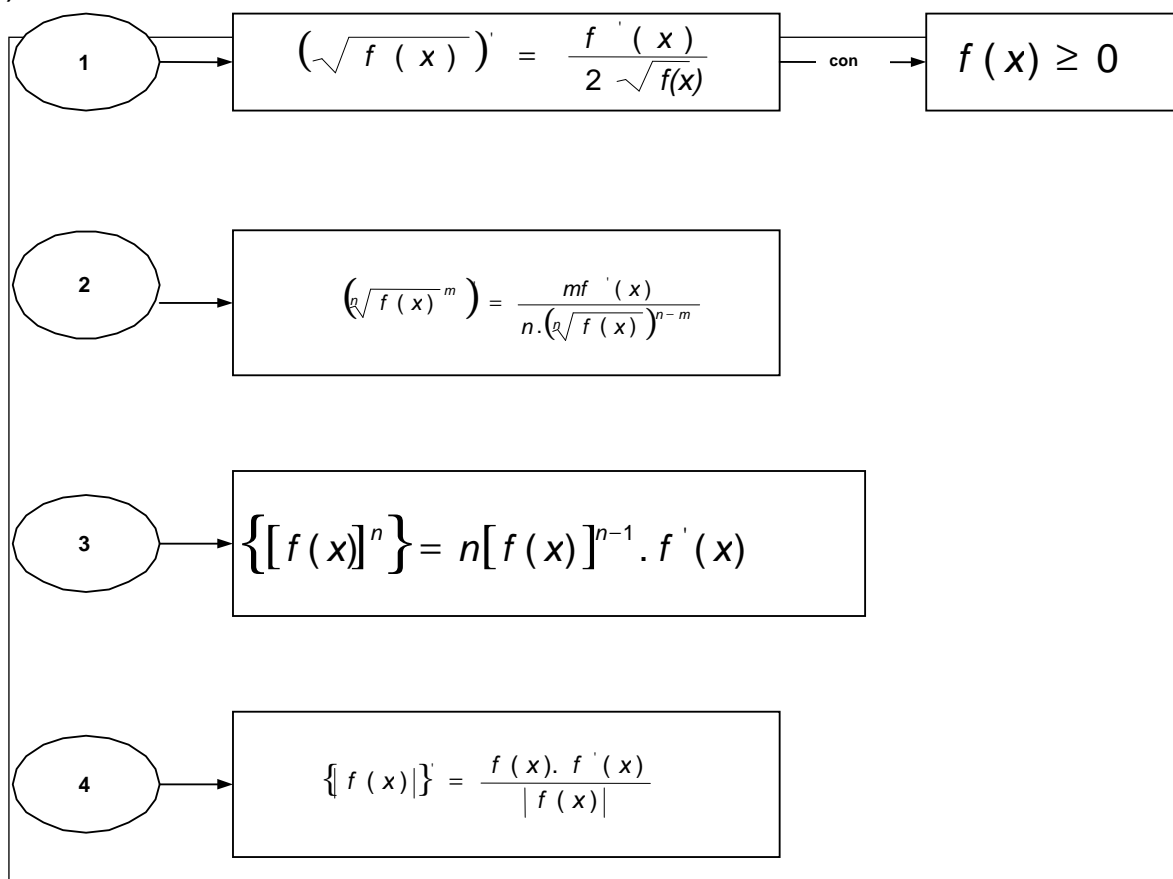 1
(√f(x))' = f'(x) / 2√f(x)
con
f(x) ≥ 0
2
(ⁿ√f(x)^m) = mf'(x) / n.(ⁿ√f(x))^{n-m}
3
{[f(x)]^n} = n[f(x)]^{n-1}.f'(x)
4
{|f(x)|}' = f(x).f'(x) / |f(x)|